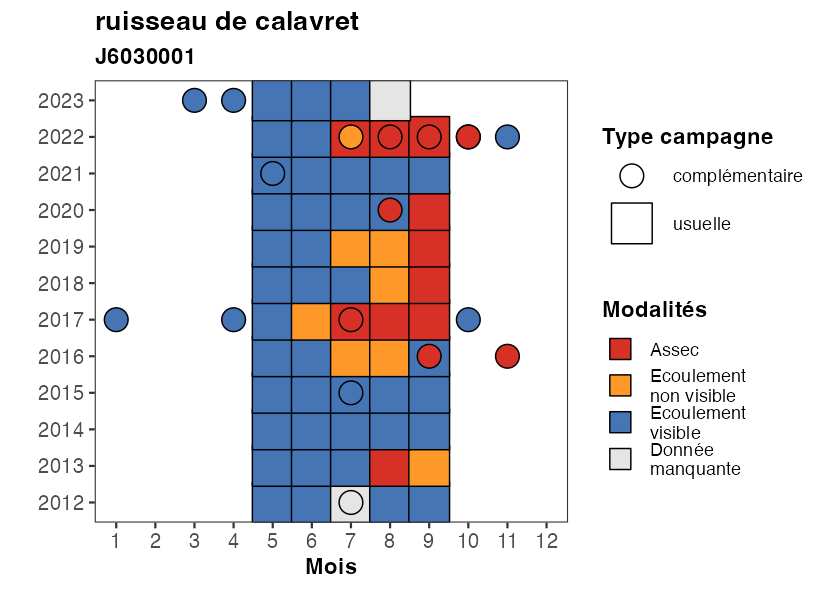 ruisseau de calavret
J6030001
2023
2022
2021
2020
2019
2018
2017
2016
2015
2014
2013
2012
1 2 3 4 5 6 7 8 9 10 11 12
Mois
Type campagne
complémentaire
usuelle
Modalités
Assec
Ecoulement
non visible
Ecoulement
visible
Donnée
manquante